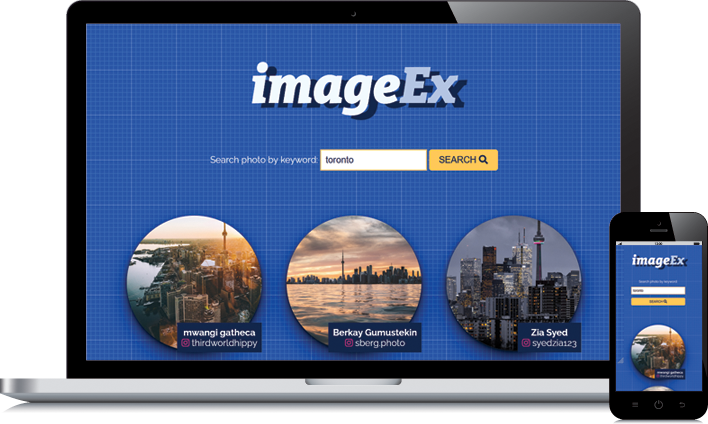 imageEx
Search photo by keyword: toronto SEARCH
mwangi gatheca
thirdworldhippy
Berkay Gumustekin
sberg.photo
Zia Syed
syedzia123
imageEx
Search photo by keyword:
toronto
SEARCH
mwangi gatheca
thirdworldhippy